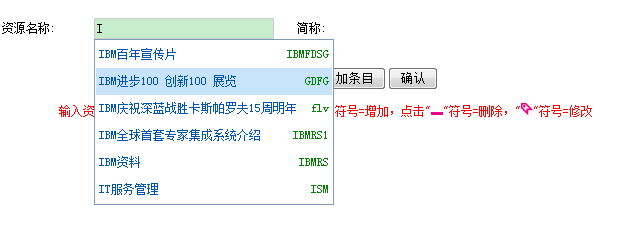 资源名称: I 简称:
IBM百年宣传片 IBMFDSG
IBM进步100 创新100 展览 GDFG
加条目 确认
IBM庆祝深蓝战胜卡斯帕罗夫15周明年 flv
输入资 符号=增加，点击"▬"符号=删除，" "符号=修改
IBM全球首套专家集成系统介绍 IBMRS1
IBM资料 IBMRS
IT服务管理 ISM